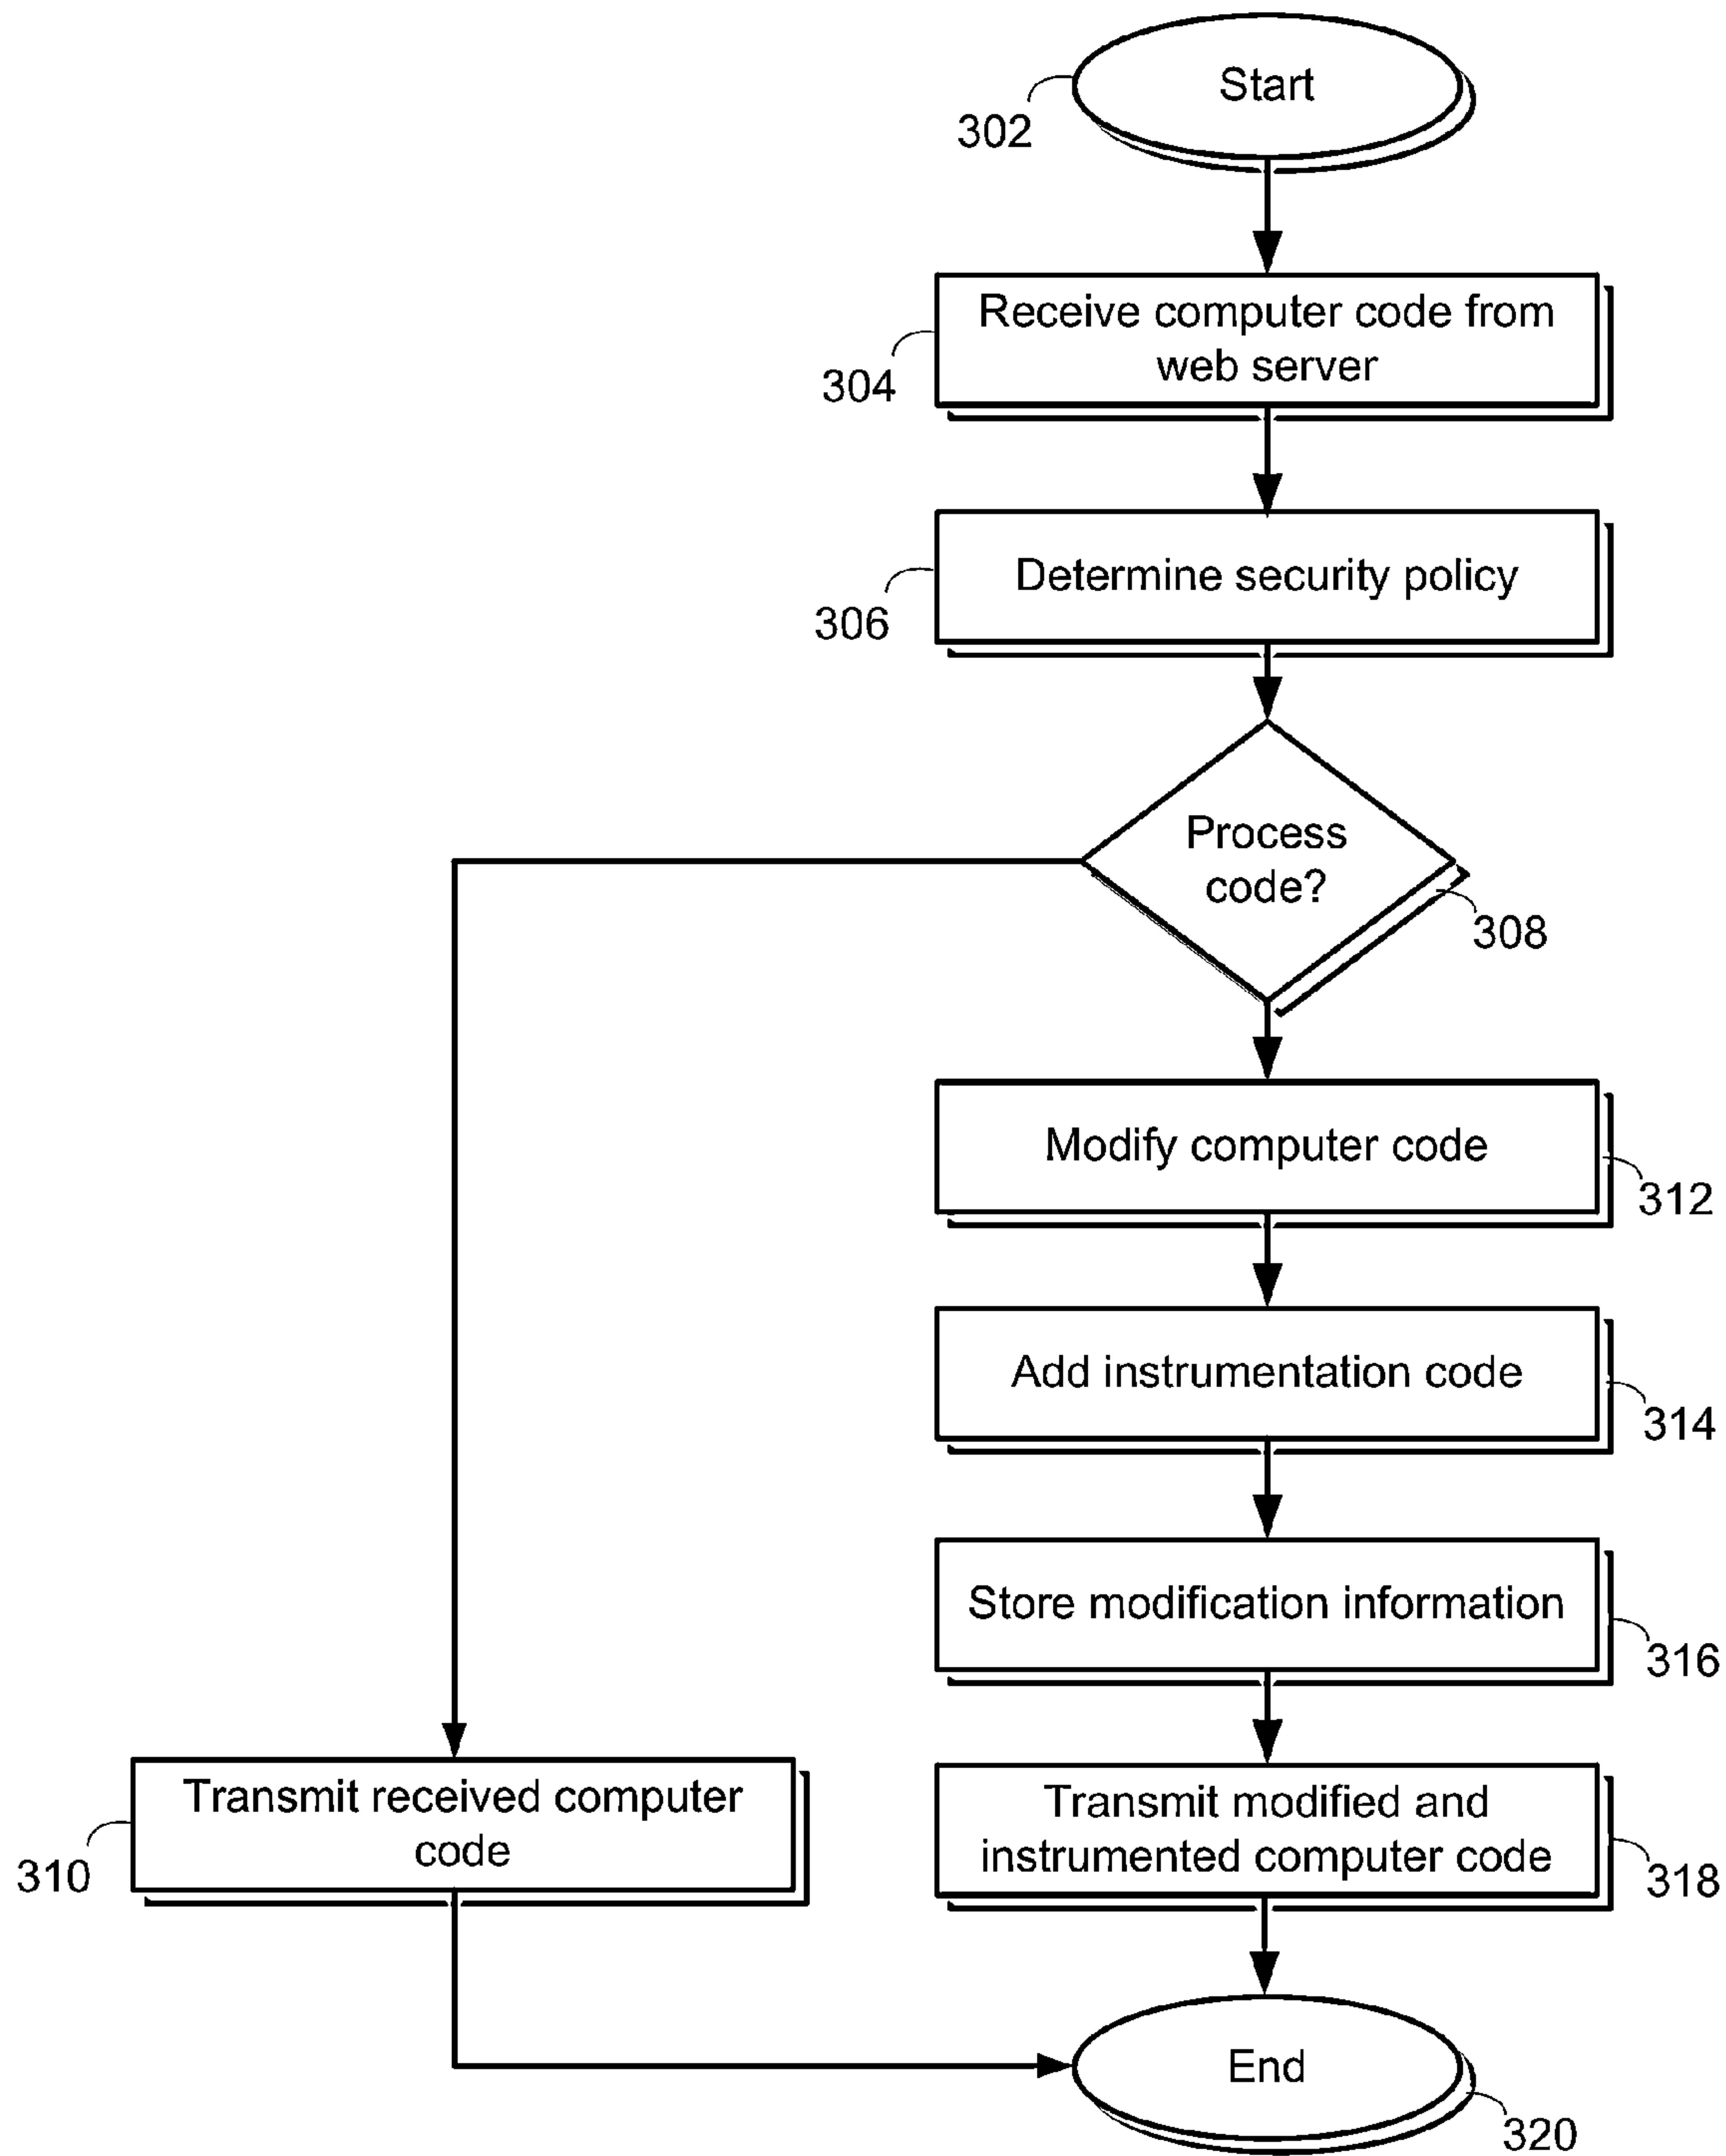 Start
302
Receive computer code from
web server
304
Determine security policy
306
Process
code?
308
Modify computer code
312
Add instrumentation code
314
Store modification information
316
Transmit received computer
code
310
Transmit modified and
instrumented computer code
318
End
320